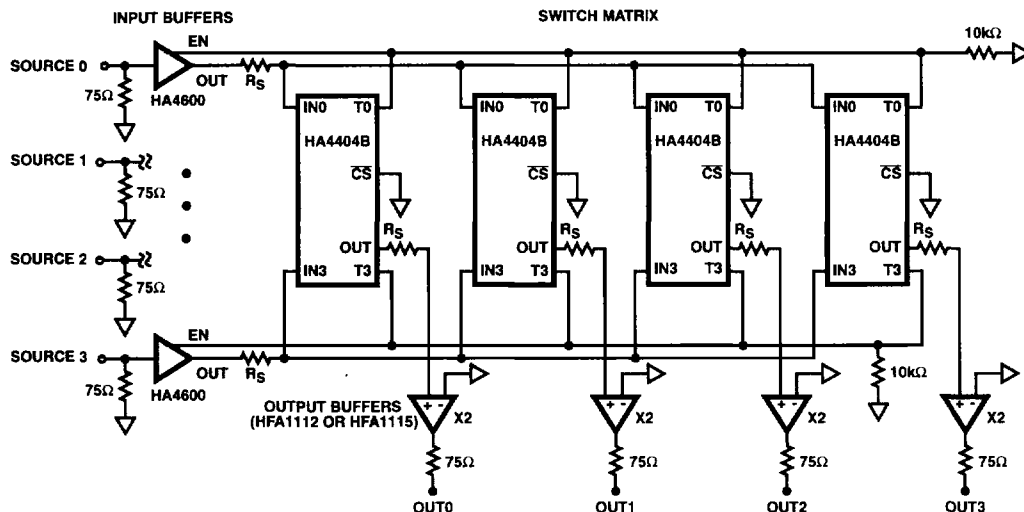 INPUT BUFFERS
SWITCH MATRIX
EN
10kΩ
SOURCE 0
OUT
RS
75Ω
HA4600
IN0 T0
IN0 T0
IN0 T0
IN0 T0
HA4404B
HA4404B
HA4404B
HA4404B
SOURCE 1
75Ω
CS
CS
CS
CS
RS
RS
RS
RS
OUT
OUT
OUT
OUT
SOURCE 2
75Ω
IN3 T3
IN3 T3
IN3 T3
IN3 T3
EN
SOURCE 3
OUT
RS
75Ω
HA4600
10kΩ
OUTPUT BUFFERS
(HFA1112 OR HFA1115)
+ - X2
+ - X2
+ - X2
+ - X2
75Ω
75Ω
75Ω
75Ω
OUT0
OUT1
OUT2
OUT3